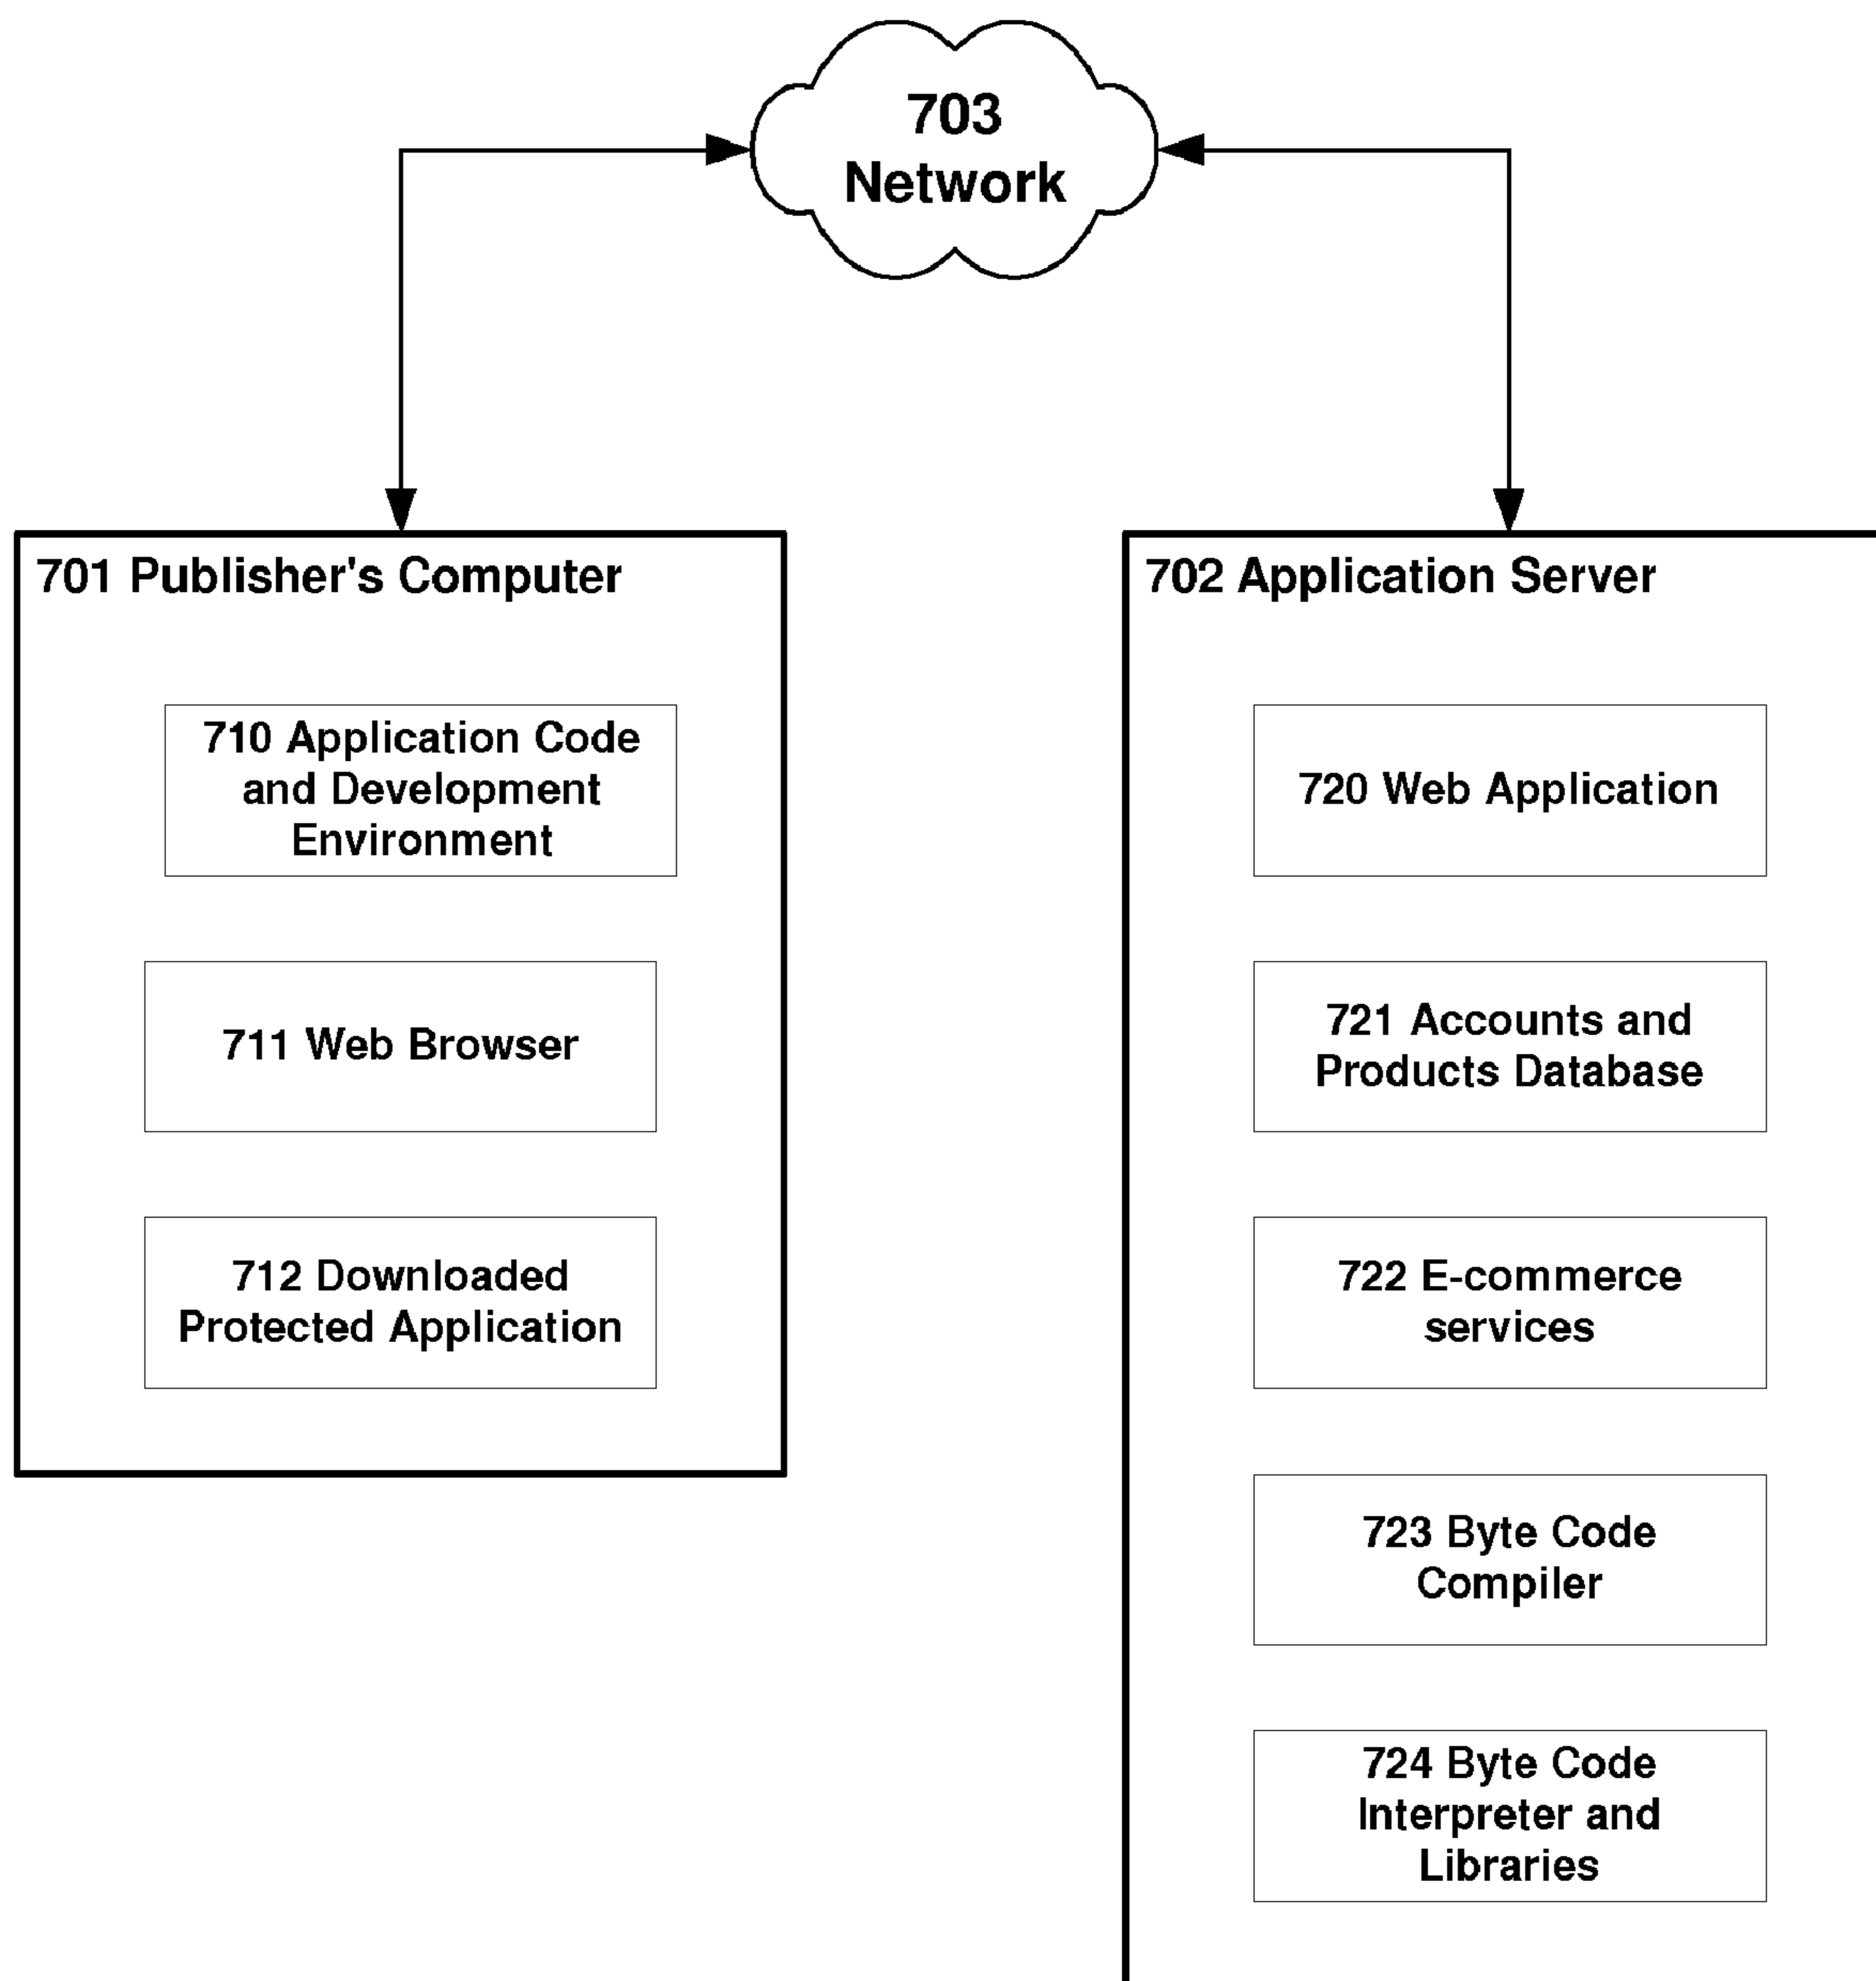 703
Network
701 Publisher's Computer
710 Application Code
and Development
Environment
711 Web Browser
712 Downloaded
Protected Application
702 Application Server
720 Web Application
721 Accounts and
Products Database
722 E-commerce
services
723 Byte Code
Compiler
724 Byte Code
Interpreter and
Libraries